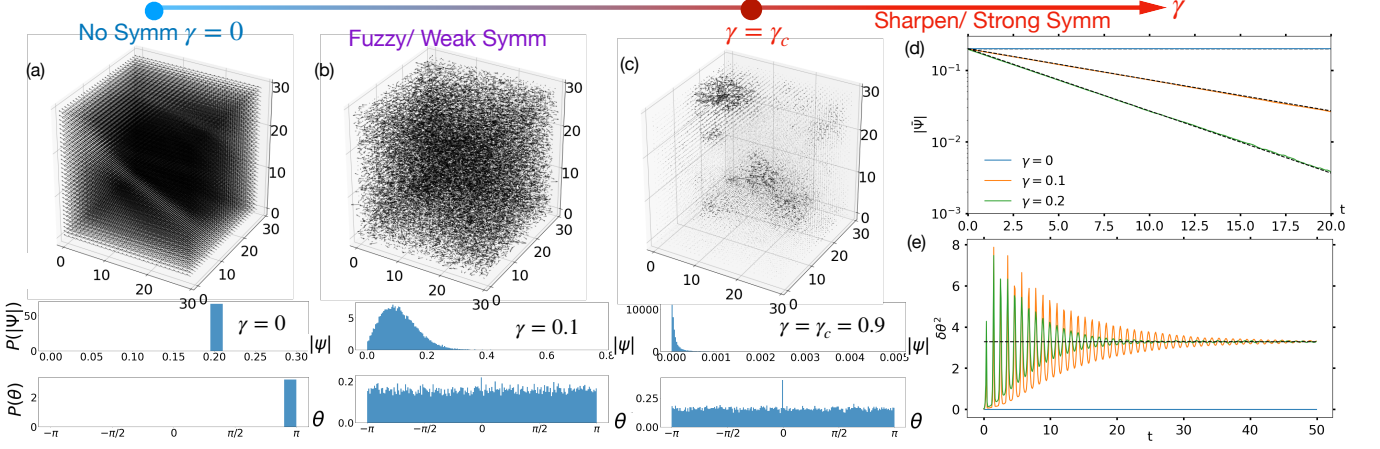 γ
No Symm γ = 0
Fuzzy/ Weak Symm
γ = γc
Sharpen/ Strong Symm
(a)
30
20
10
0
30
20
10
0
0
10
20
30
(b)
30
20
10
0
30
20
10
0
0
10
20
30
(c)
30
20
10
0
30
20
10
0
0
10
20
30
(d)
|Ψ̄|
10⁻¹
10⁻²
10⁻³
γ = 0
γ = 0.1
γ = 0.2
0.0 2.5 5.0 7.5 10.0 12.5 15.0 17.5 20.0
t
P(|Ψ|)
50
0
γ = 0
0.00 0.05 0.10 0.15 0.20 0.25 0.30
|ψ|
5
0
γ = 0.1
0.0 0.2 0.4 0.6 0.8
|ψ|
10000
0
γ = γc = 0.9
0.000 0.001 0.002 0.003 0.004 0.005
|ψ|
P(θ)
2
0
−π −π/2 0 π/2 π
θ
0.2
0.0
−π −π/2 0 π/2 π
θ
0.25
0.00
−π −π/2 0 π/2 π
θ
(e)
δθ²
8
6
4
2
0
0 10 20 30 40 50
t